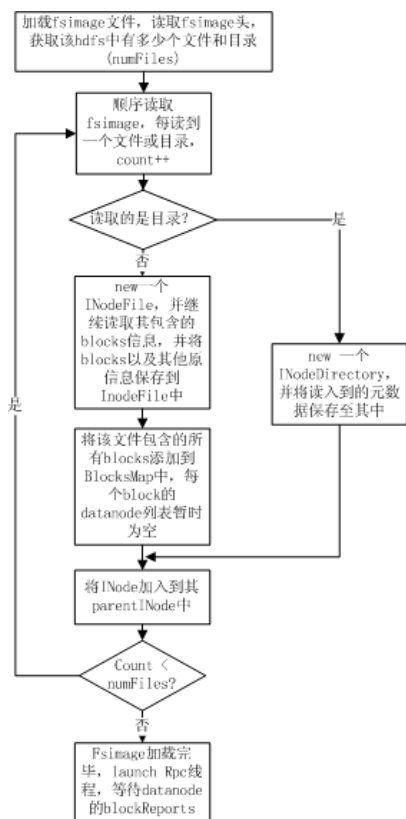 加载fsimage文件，读取fsimage头，
获取该hdfs中有多少个文件和目录
(numFiles)
顺序读取
fsimage，每读到
一个文件或目录，
count++
读取的是目录？
是
否
new一个
INodeFile，并继
续读取其包含的
blocks信息，并将
blocks以及其他原
信息保存到
InodeFile中
new 一个
INodeDirectory，
并将读入到的元数
据保存至其中
是
将该文件包含的所
有blocks添加到
BlocksMap中，每
个block的
datanode列表暂时
为空
将INode加入到其
parentINode中
Count <
numFiles?
否
Fsimage加载完
毕，launch Rpc线
程，等待datanode
的blockReports